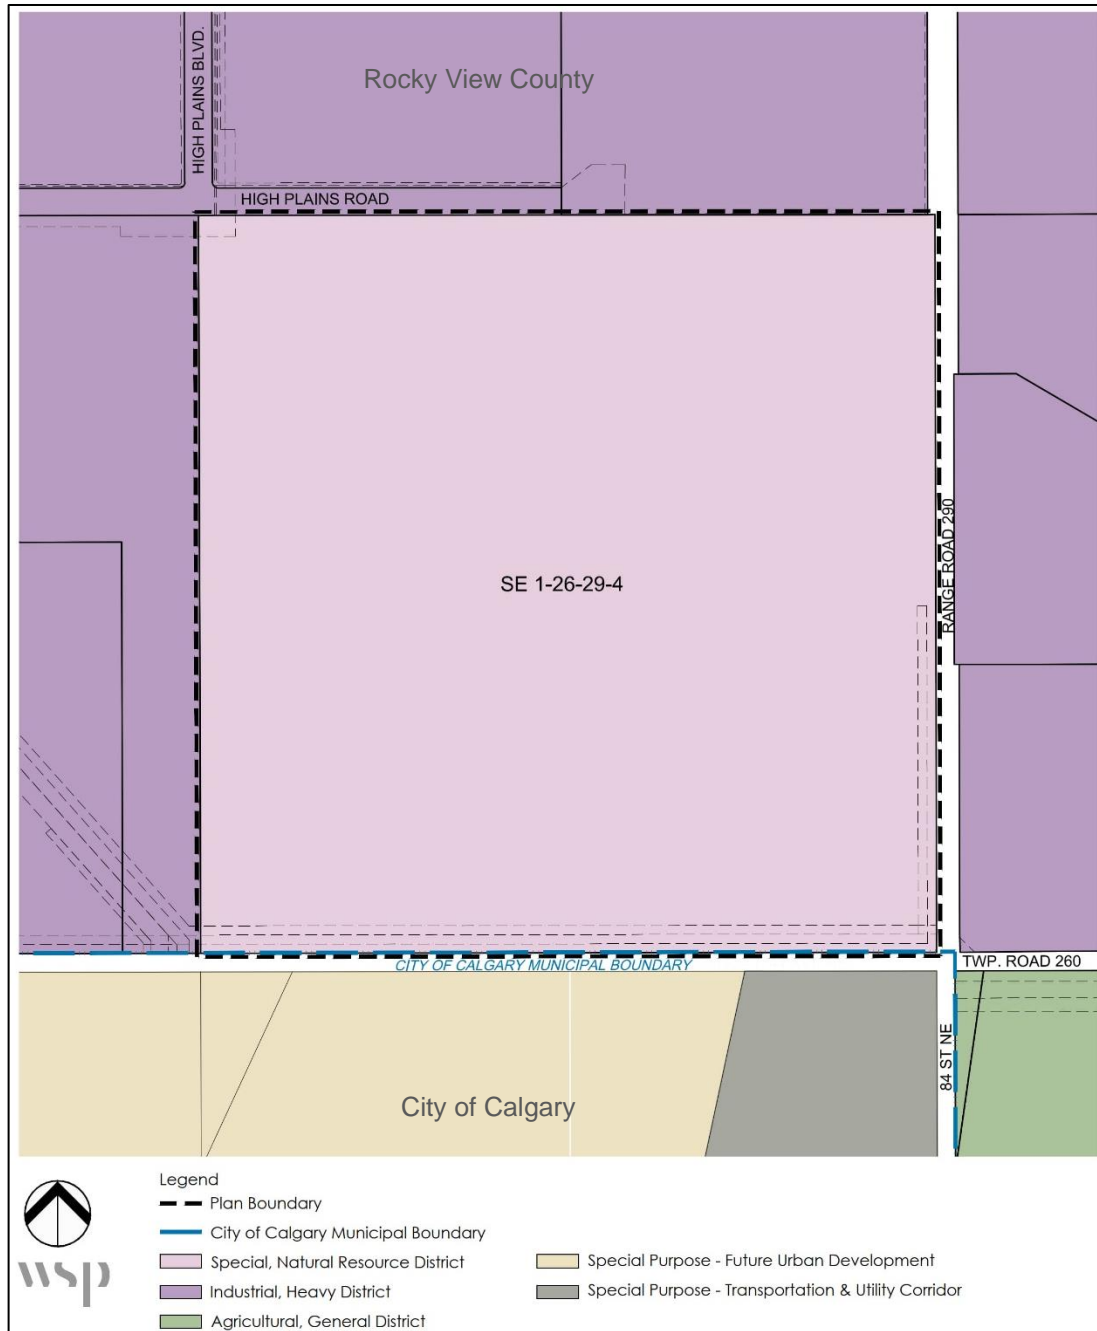 Rocky View County
HIGH PLAINS BLVD.
HIGH PLAINS ROAD
SE 1-26-29-4
RANGE ROAD 290
CITY OF CALGARY MUNICIPAL BOUNDARY
TWP. ROAD 260
84 ST NE
City of Calgary
Legend
Plan Boundary
City of Calgary Municipal Boundary
Special, Natural Resource District
Industrial, Heavy District
Agricultural, General District
Special Purpose - Future Urban Development
Special Purpose - Transportation & Utility Corridor
wsp